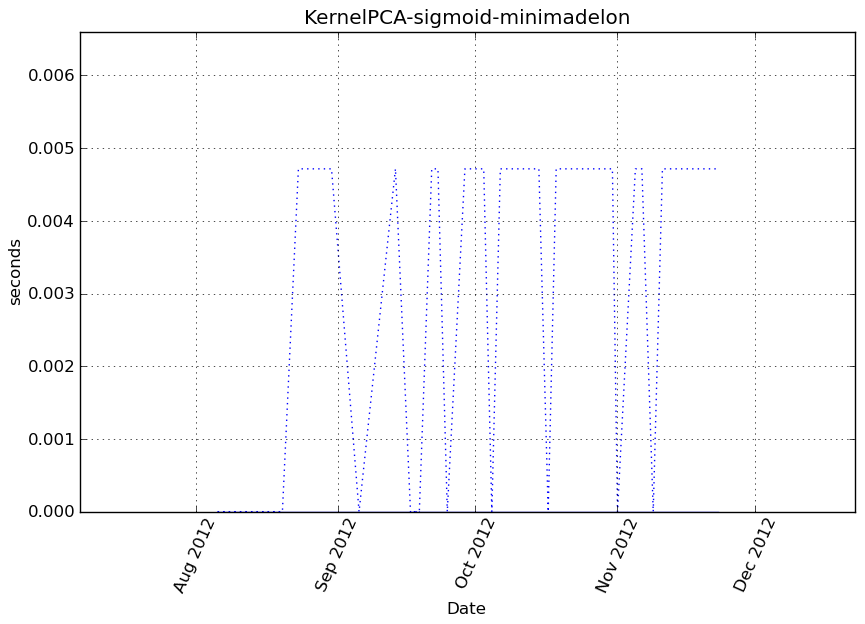 KernelPCA-sigmoid-minimadelon
0.006
0.005
0.004
0.003
0.002
0.001
0.000
seconds
Aug 2012
Sep 2012
Oct 2012
Nov 2012
Dec 2012
Date